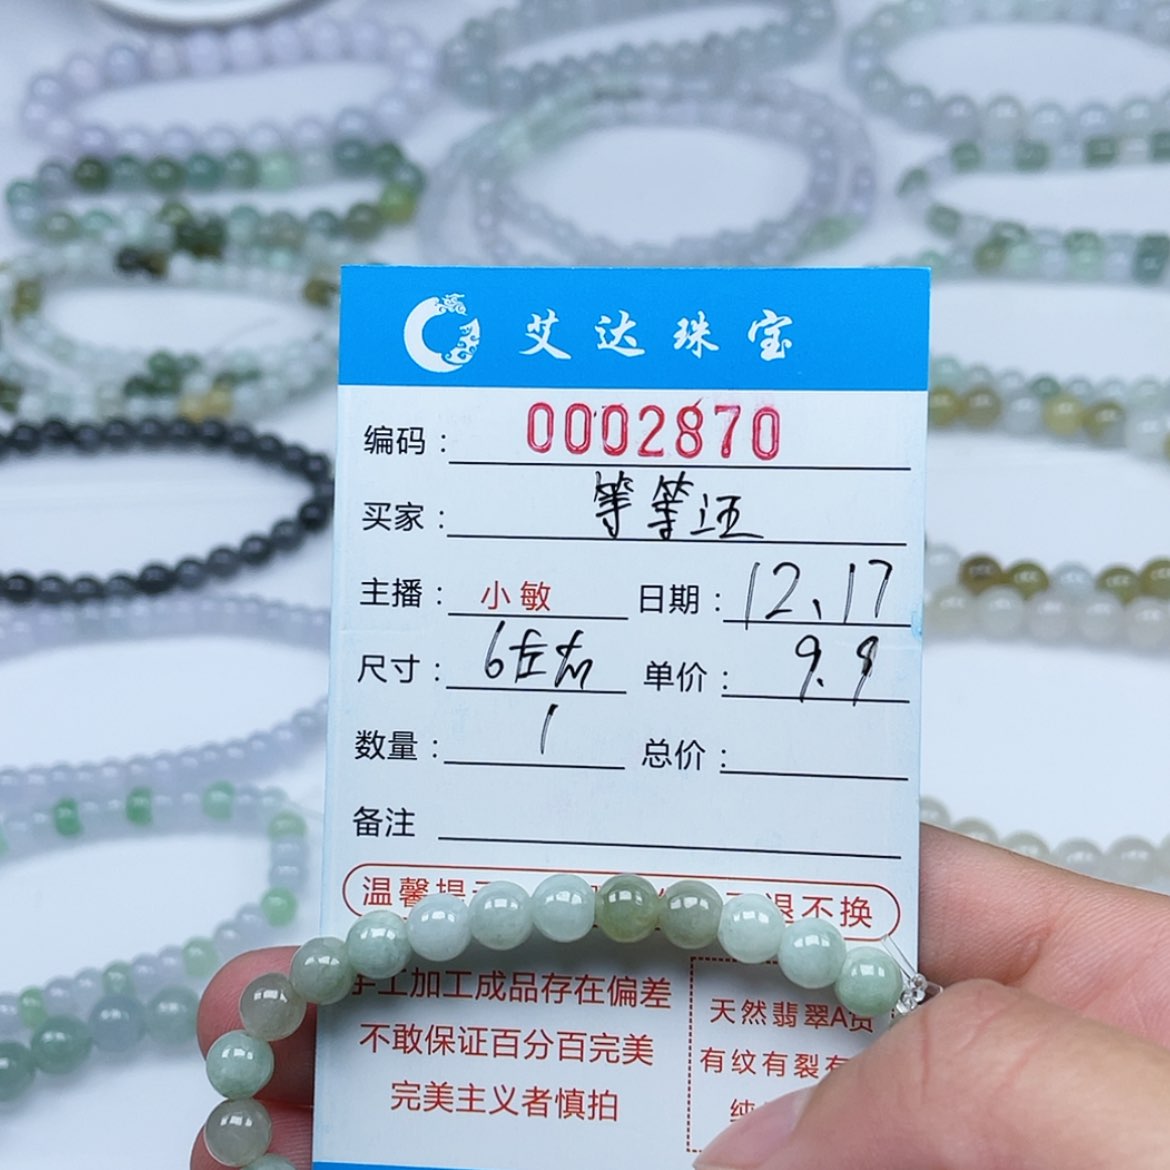 艾达珠宝
编码：0002870
买家：等等汪
主播：小敏 日期：12、17
尺寸：6左右 单价：9.9
数量：1 总价：
备注
温馨提 退不换
手工加工成品存在偏差
不敢保证百分百完美
完美主义者慎拍
天然翡翠A货
有纹有裂有